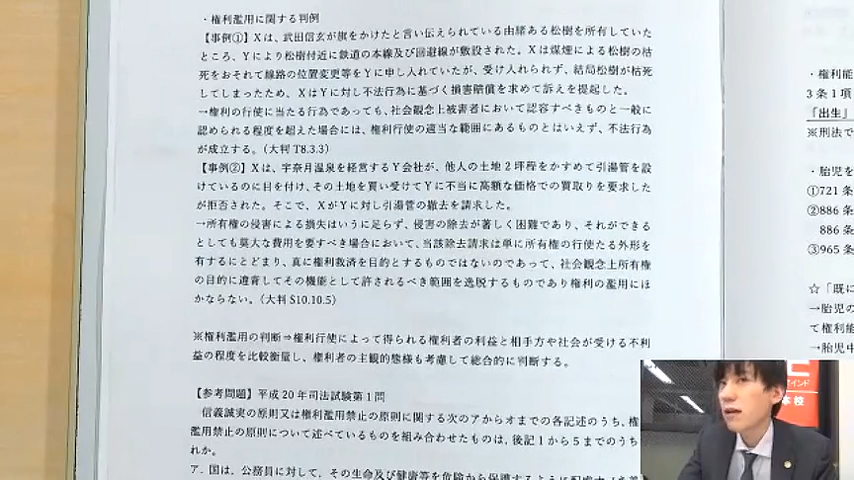 ・権利濫用に関する判例
【事例①】Xは、武田信玄が旗をかけたと言い伝えられている由緒ある松樹を所有していた
ところ、Yにより松樹付近に鉄道の本線及び回避線が敷設された。Xは煤煙による松樹の枯
死をおそれて線路の位置変更等をYに申し入れていたが、受け入れられず、結局松樹が枯死
してしまったため、XはYに対し不法行為に基づく損害賠償を求めて訴えを提起した。
→権利の行使に当たる行為であっても、社会観念上被害者において認容すべきものと一般に
認められる程度を超えた場合には、権利行使の適当な範囲にあるものとはいえず、不法行為
が成立する。（大判T8.3.3）
【事例②】Xは、宇奈月温泉を経営するY会社が、他人の土地2坪程をかすめて引湯管を設
けているのに目を付け、その土地を買い受けてYに不当に高額な価格での買取りを要求した
が拒否された。そこで、XがYに対し引湯管の撤去を請求した。
→所有権の侵害による損失はいうに足らず、侵害の除去が著しく困難であり、それができる
としても莫大な費用を要すべき場合において、当該除去請求は単に所有権の行使たる外形を
有するにとどまり、真に権利救済を目的とするものではないのであって、社会観念上所有権
の目的に違背してその機能として許されるべき範囲を逸脱するものであり権利の濫用にほ
かならない。（大判S10.10.5）
※権利濫用の判断⇒権利行使によって得られる権利者の利益と相手方や社会が受ける不利
益の程度を比較衡量し、権利者の主観的態様も考慮して総合的に判断する。
【参考問題】平成20年司法試験第1問
信義誠実の原則又は権利濫用禁止の原則に関する次のアからオまでの各記述のうち、権
濫用禁止の原則について述べているものを組み合わせたものは、後記1から5までのうち
れか。
ア．国は、公務員に対して、その生命及び健康等を危険から保護するように配慮
・権利能
3条1項
「出生」
※刑法で
・胎児を
①721条
②886条
886条
③965条
☆「既に
→胎児の
て権利能
→胎児中
インド
本校